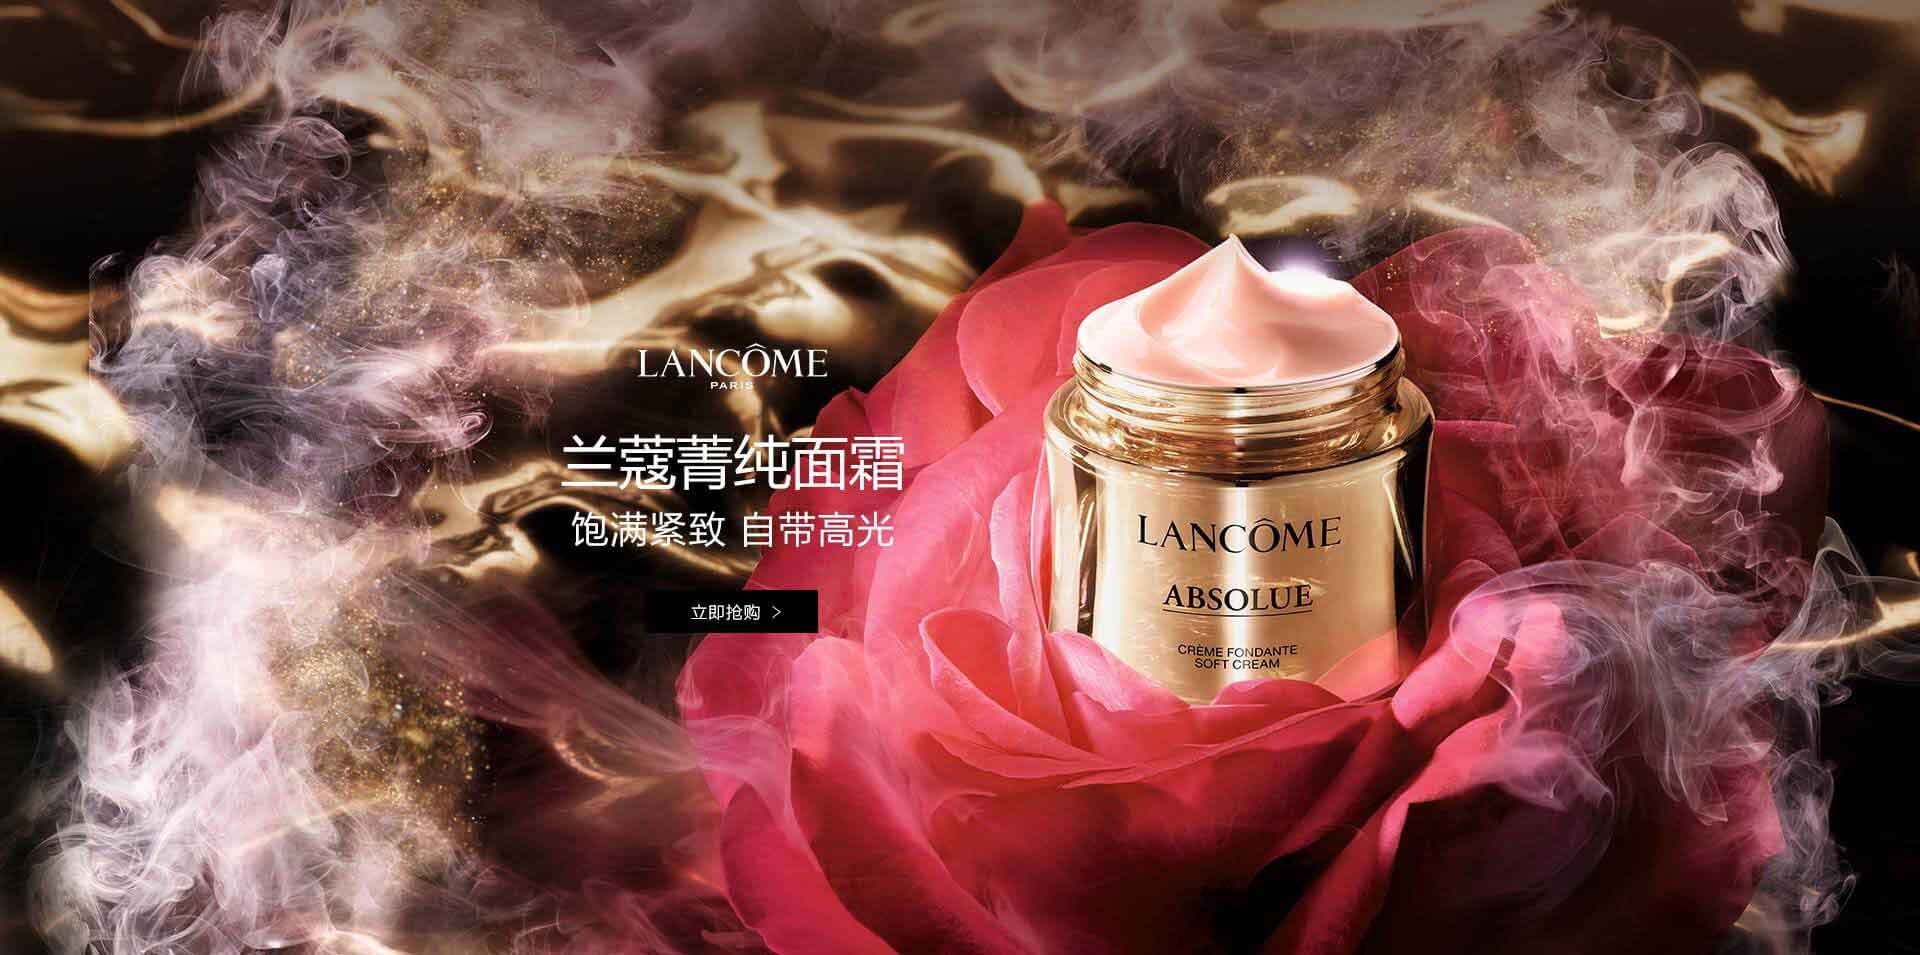 LANCÔME
PARIS
兰蔻菁纯面霜
饱满紧致 自带高光
立即抢购 >
LANCÔME
ABSOLUE
CRÈME FONDANTE
SOFT CREAM